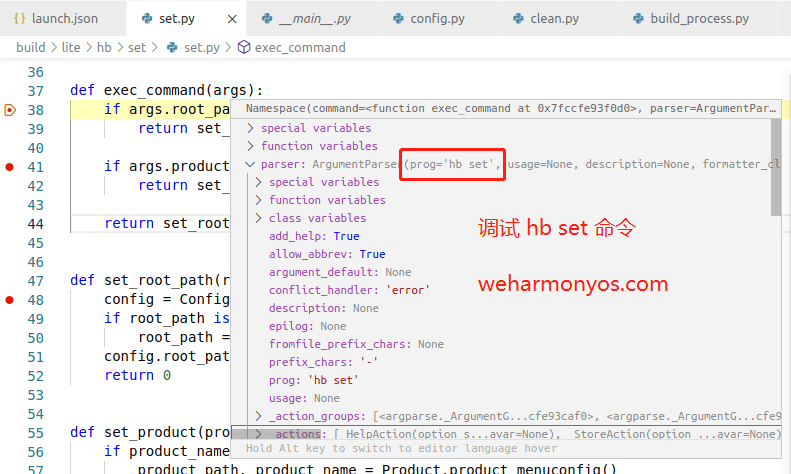 launch.json
set.py
__main__.py
config.py
clean.py
build_process.py
build > lite > hb > set > set.py > exec_command
36
37 def exec_command(args):
38 if args.root_pa
39 return set_
40
41 if args.product
42 return set_
43
44 return set_root
45
46
47 def set_root_path(r
48 config = Config
49 if root_path is
50 root_path =
51 config.root_pat
52 return 0
53
54
55 def set_product(pro
56 if product_name
57 product_path, product_name = Product.product_menuconfig()
Namespace(command=<function exec_command at 0x7fccfe93f0d0>, parser=ArgumentPar…
special variables
function variables
parser: ArgumentParser(prog='hb set', usage=None, description=None, formatter_cl
special variables
function variables
class variables
add_help: True
allow_abbrev: True
argument_default: None
conflict_handler: 'error'
description: None
epilog: None
fromfile_prefix_chars: None
prefix_chars: '-'
prog: 'hb set'
usage: None
_action_groups: [<argparse._ArgumentG...cfe93caf0>, <argparse._ArgumentG...cfe9
_actions: [_HelpAction(option_s...avar=None), _StoreAction(option_...avar=None)
Hold Alt key to switch to editor language hover
调试 hb set 命令
weharmonyos.com